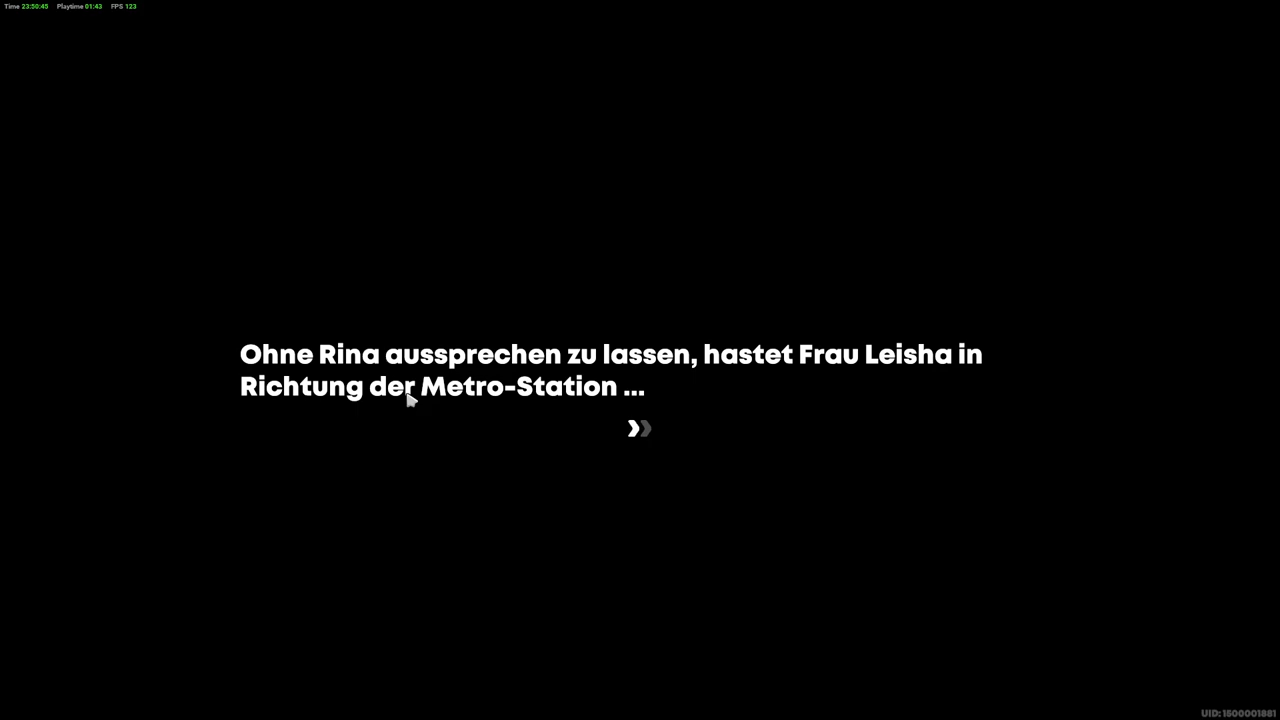 Time 23:50:45 Playtime 01:43 FPS 123
Ohne Rina aussprechen zu lassen, hastet Frau Leisha in
Richtung der Metro-Station ...
UID: 1500001881